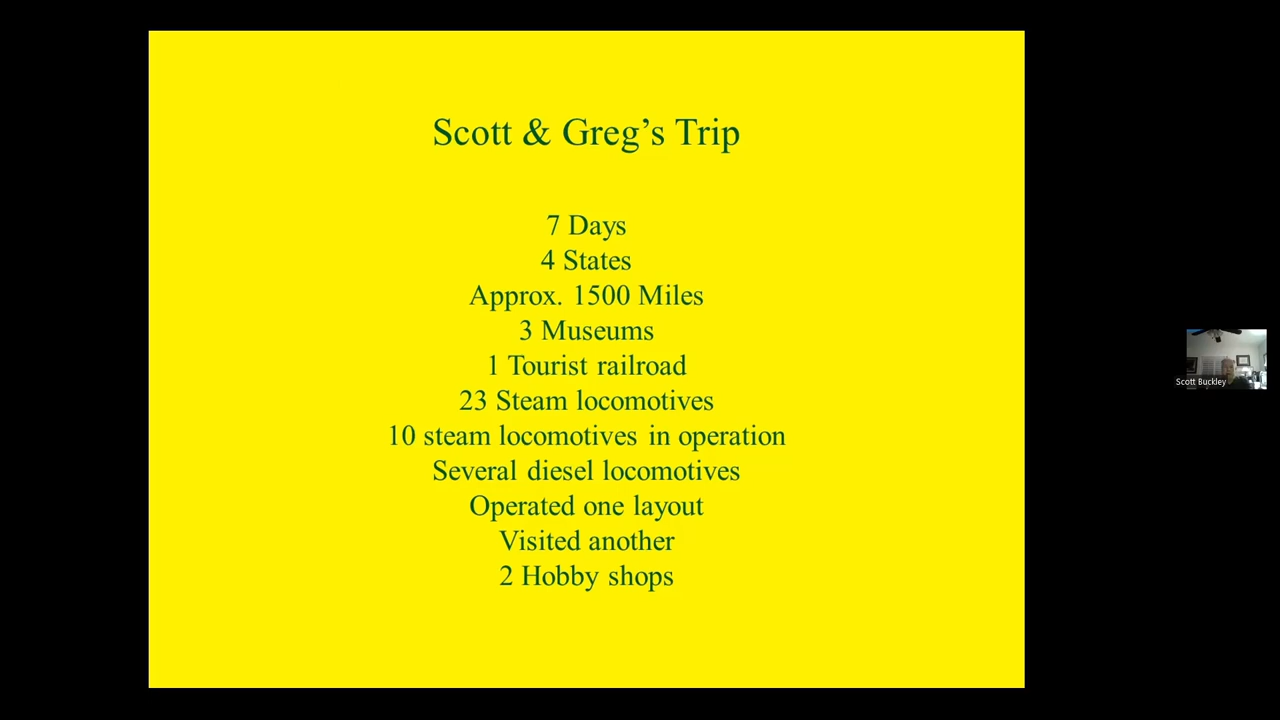 Scott & Greg’s Trip
7 Days
4 States
Approx. 1500 Miles
3 Museums
1 Tourist railroad
23 Steam locomotives
10 steam locomotives in operation
Several diesel locomotives
Operated one layout
Visited another
2 Hobby shops
Scott Buckley